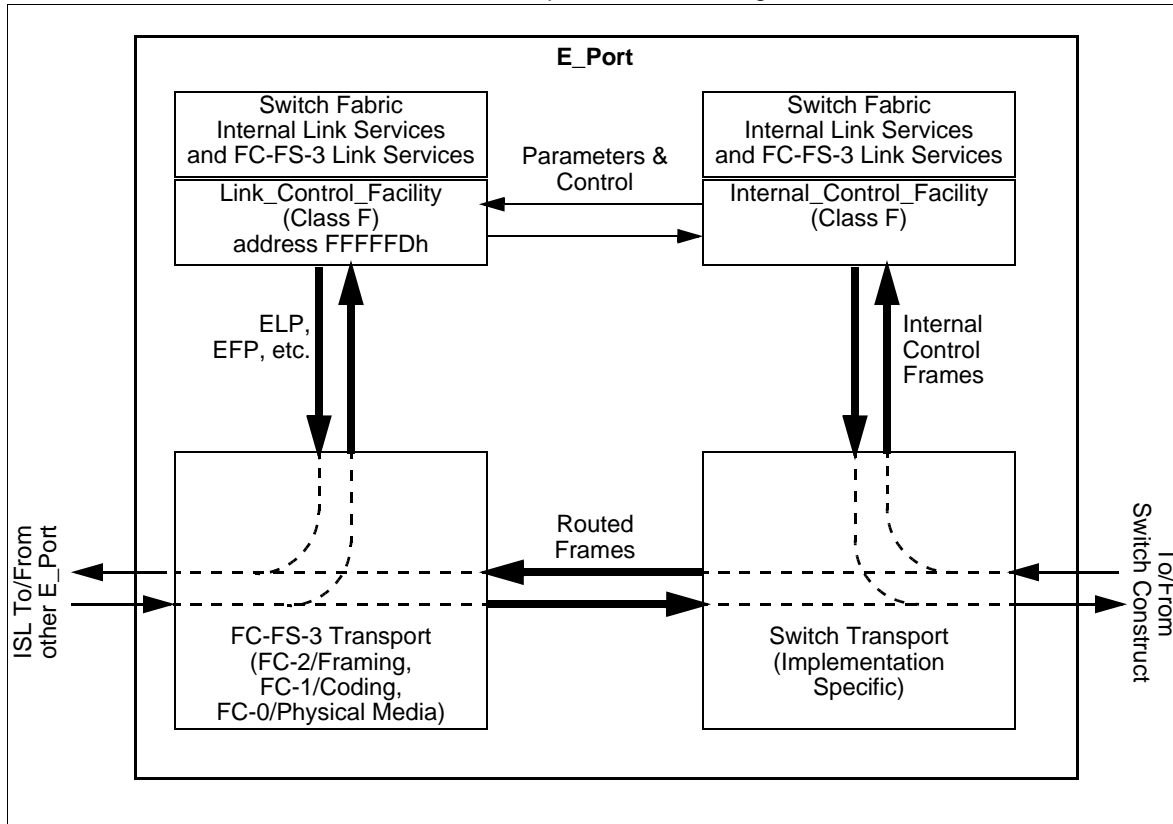 E_Port
Switch Fabric
Internal Link Services
and FC-FS-3 Link Services
Link_Control_Facility
(Class F)
address FFFFFDh
Parameters &
Control
Switch Fabric
Internal Link Services
and FC-FS-3 Link Services
Internal_Control_Facility
(Class F)
ELP,
EFP, etc.
Internal
Control
Frames
ISL To/From
other E_Port
Routed
Frames
To/From
Switch Construct
FC-FS-3 Transport
(FC-2/Framing,
FC-1/Coding,
FC-0/Physical Media)
Switch Transport
(Implementation
Specific)